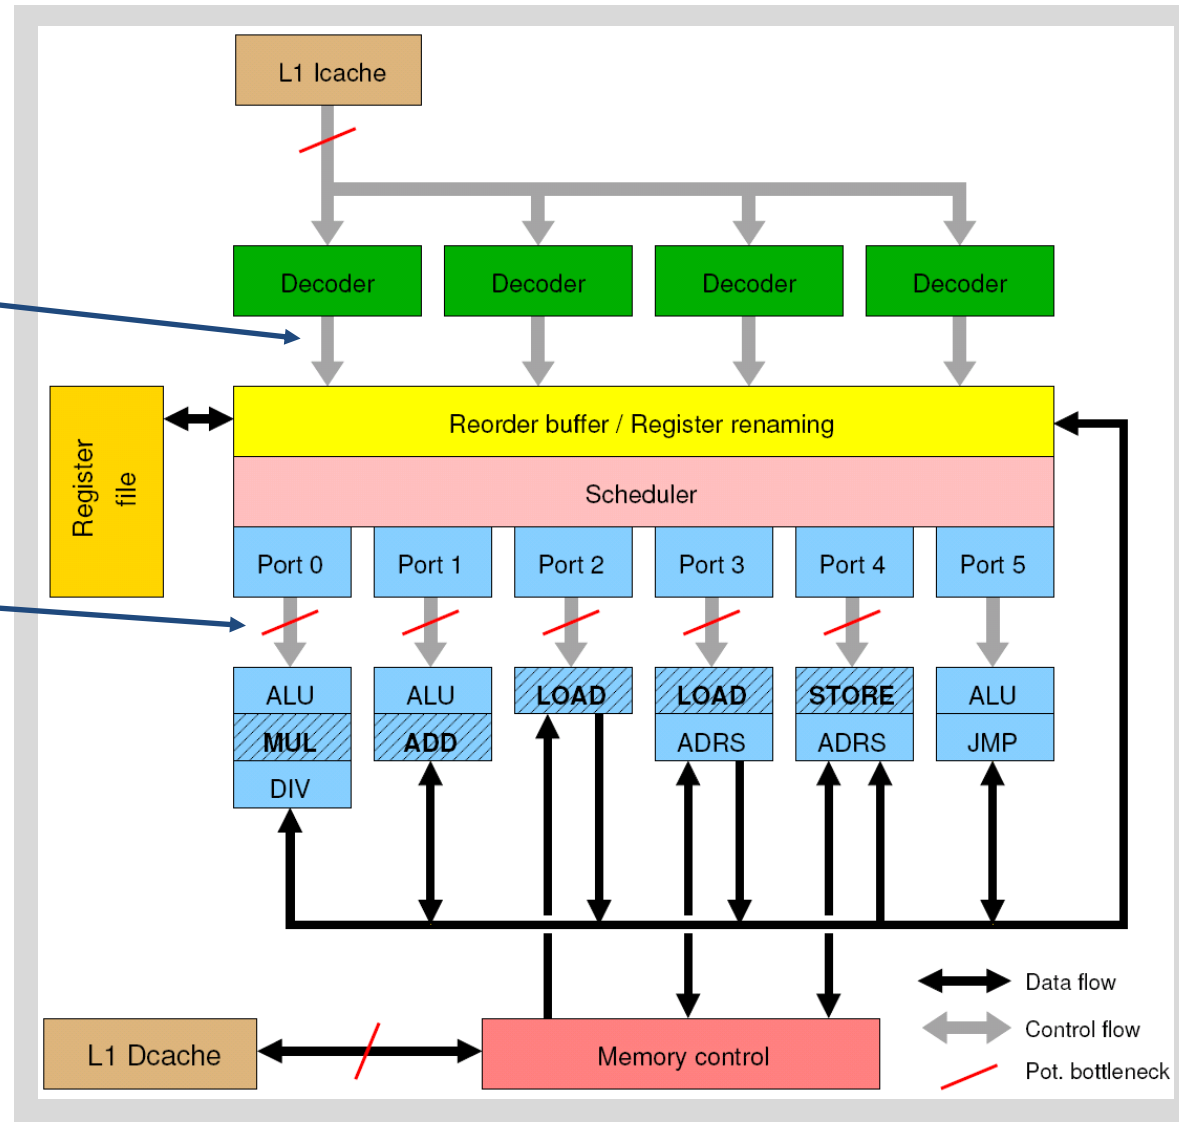 L1 Icache
Decoder
Decoder
Decoder
Decoder
Register
file
Reorder buffer / Register renaming
Scheduler
Port 0
Port 1
Port 2
Port 3
Port 4
Port 5
ALU
MUL
DIV
ALU
ADD
LOAD
LOAD
ADRS
STORE
ADRS
ALU
JMP
L1 Dcache
Memory control
Data flow
Control flow
Pot. bottleneck